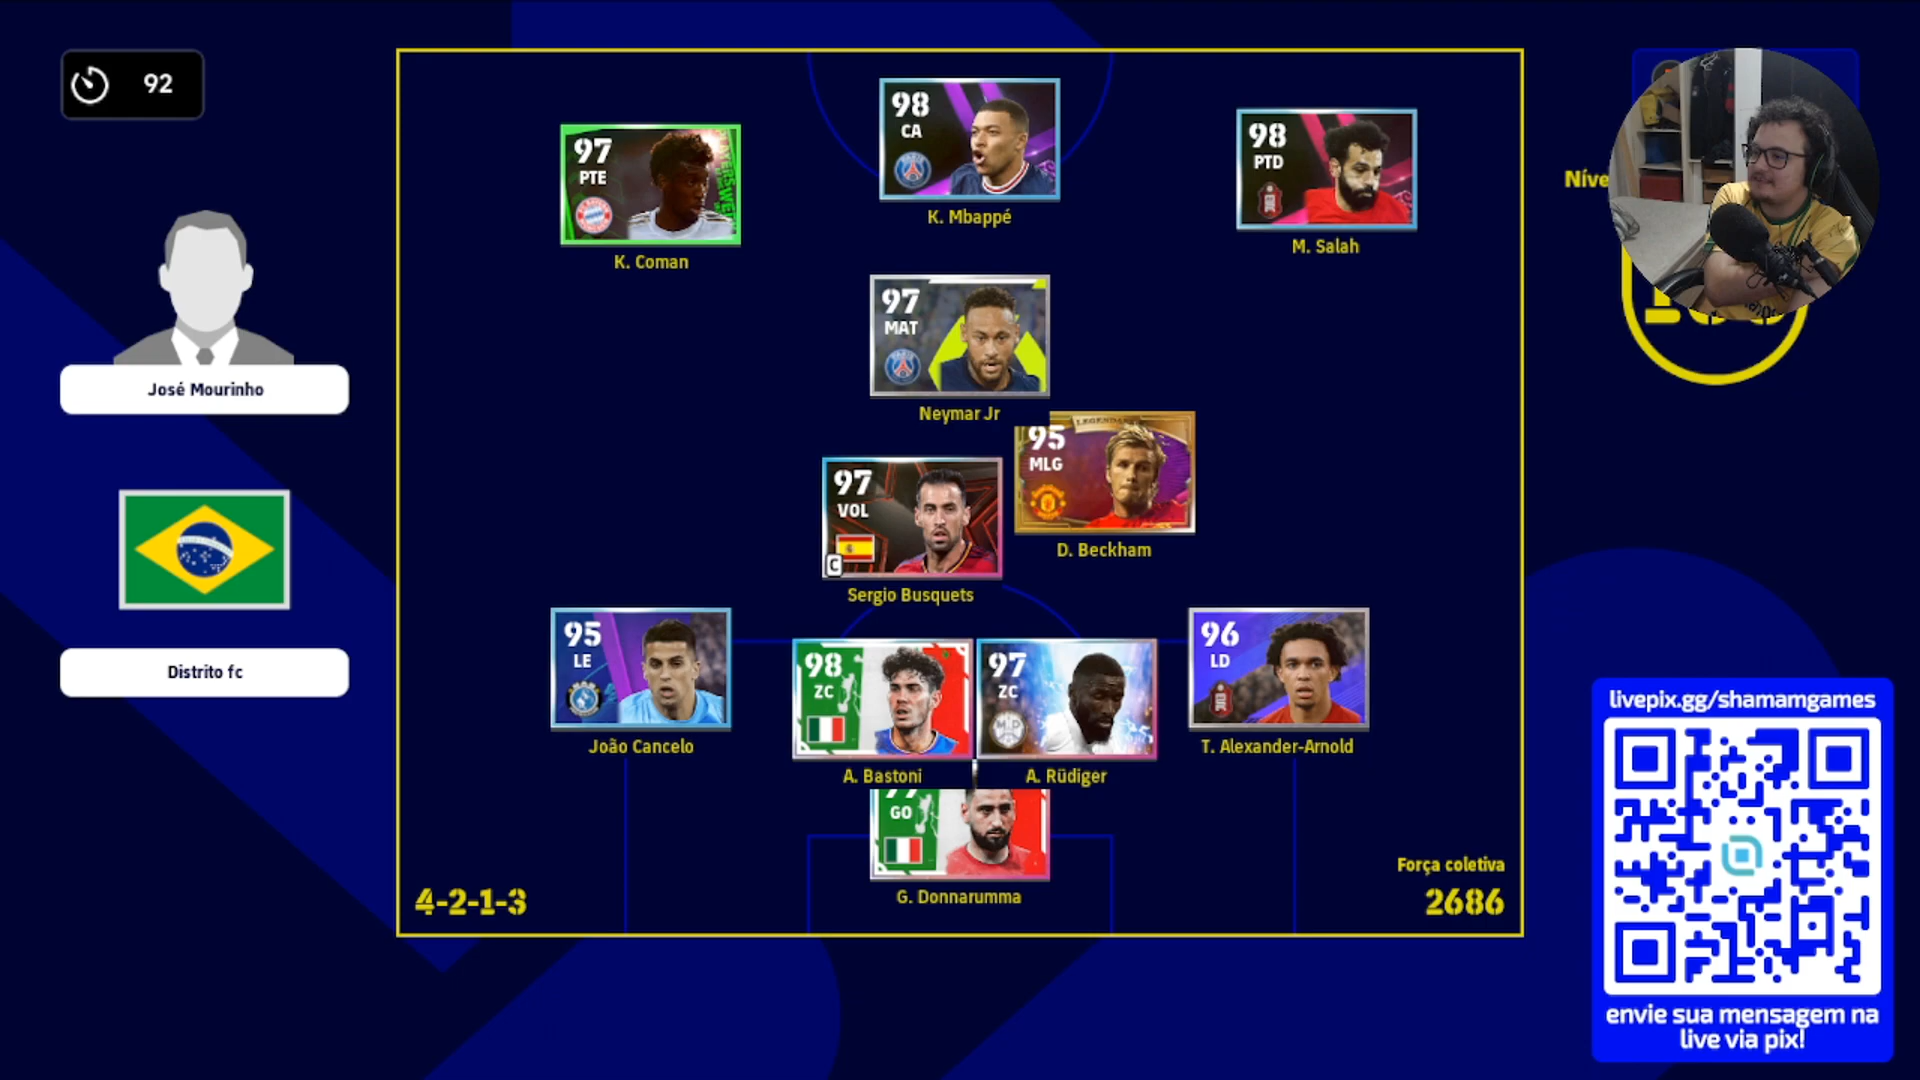 92
José Mourinho
Distrito fc
97
PTE
K. Coman
98
CA
K. Mbappé
98
PTD
M. Salah
97
MAT
Neymar Jr
LEGENDARY
95
MLG
D. Beckham
97
VOL
C
Sergio Busquets
95
LE
João Cancelo
98
ZC
A. Bastoni
97
ZC
A. Rüdiger
96
LD
T. Alexander-Arnold
GO
G. Donnarumma
4-2-1-3
Força coletiva
2686
livepix.gg/shamamgames
envie sua mensagem na
live via pix!